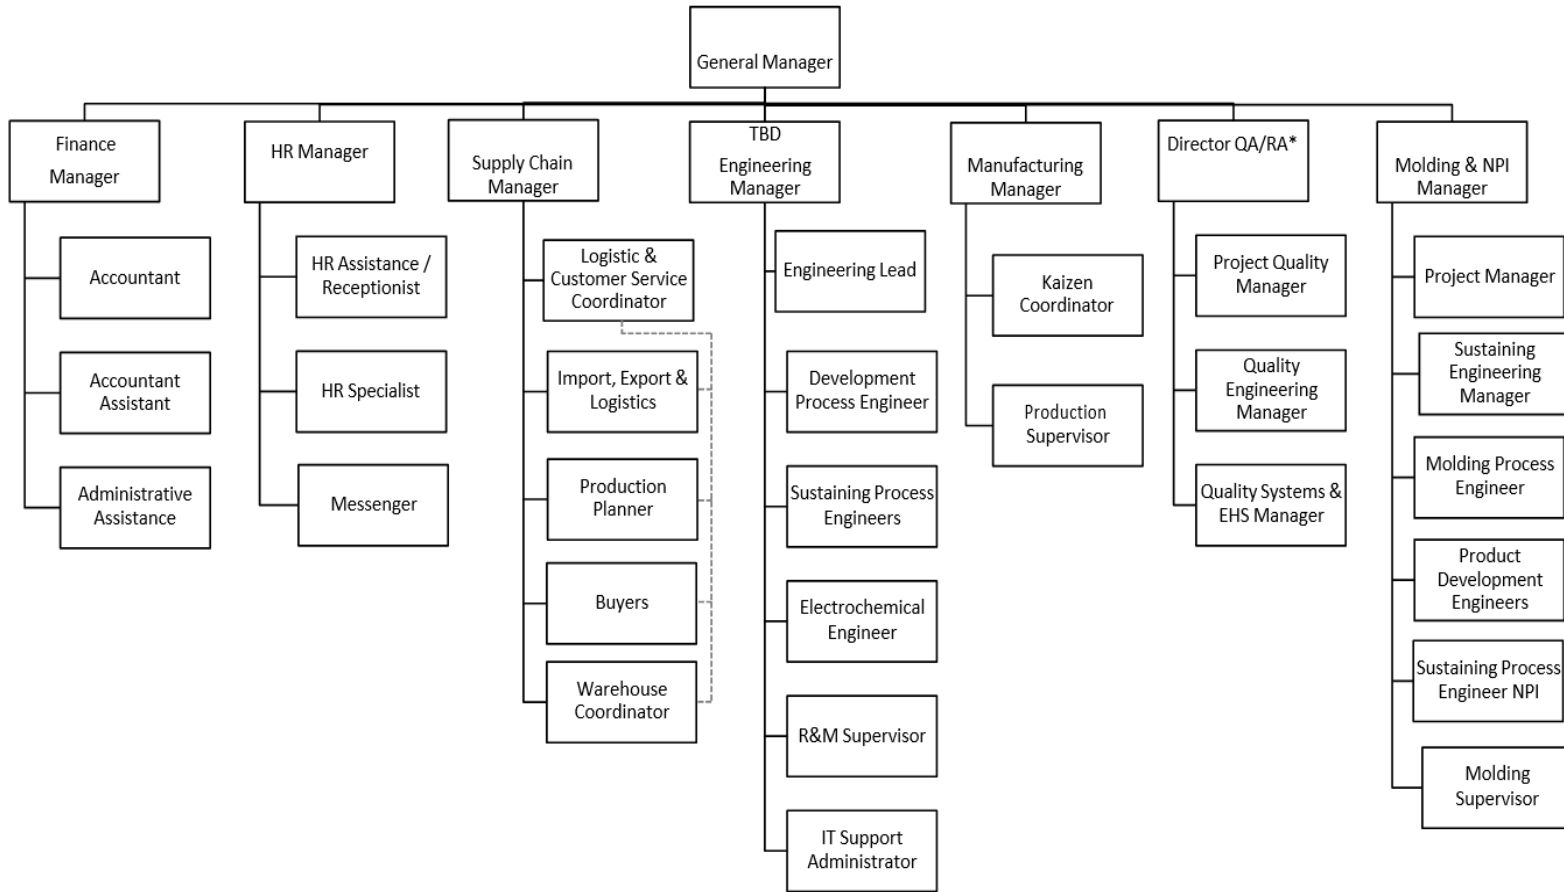 General Manager
Finance
Manager
HR Manager
Supply Chain
Manager
TBD
Engineering
Manager
Manufacturing
Manager
Director QA/RA*
Molding & NPI
Manager
Accountant
Accountant
Assistant
Administrative
Assistance
HR Assistance /
Receptionist
HR Specialist
Messenger
Logistic &
Customer Service
Coordinator
Import, Export &
Logistics
Production
Planner
Buyers
Warehouse
Coordinator
Engineering Lead
Development
Process Engineer
Sustaining Process
Engineers
Electrochemical
Engineer
R&M Supervisor
IT Support
Administrator
Kaizen
Coordinator
Production
Supervisor
Project Quality
Manager
Quality
Engineering
Manager
Quality Systems &
EHS Manager
Project Manager
Sustaining
Engineering
Manager
Molding Process
Engineer
Product
Development
Engineers
Sustaining Process
Engineer NPI
Molding
Supervisor